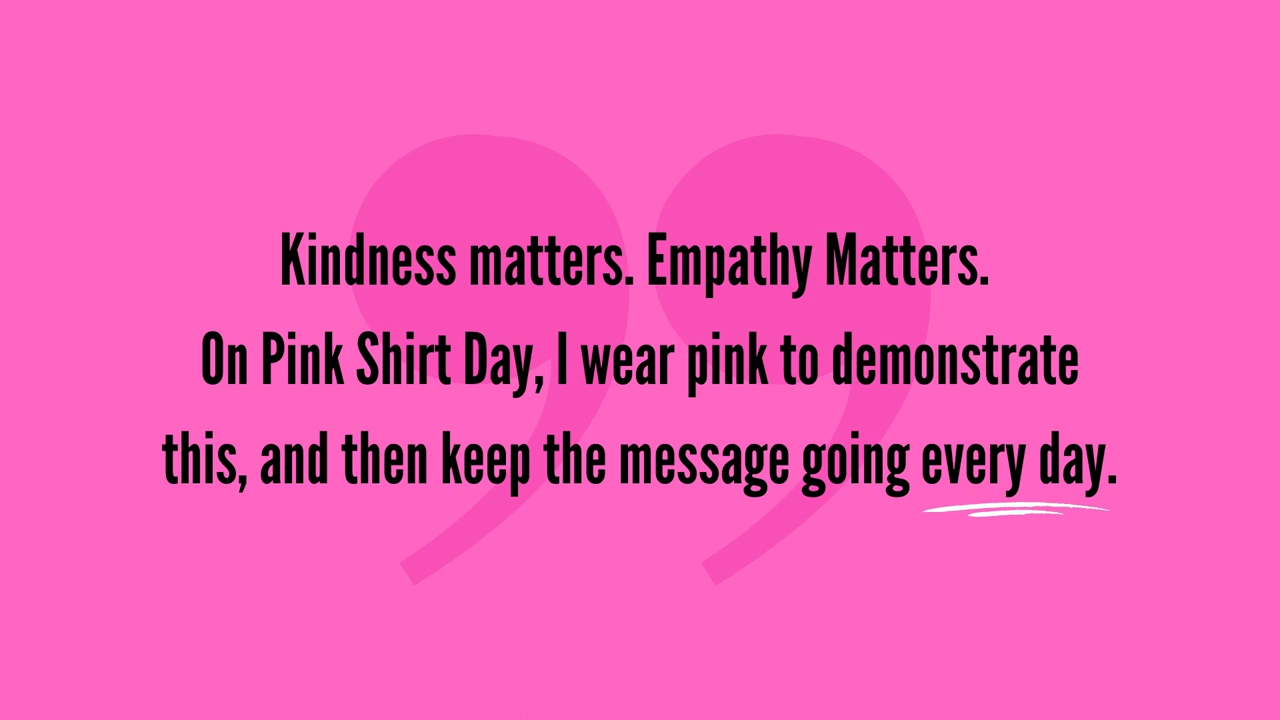 Kindness matters. Empathy Matters.
On Pink Shirt Day, I wear pink to demonstrate
this, and then keep the message going every day.